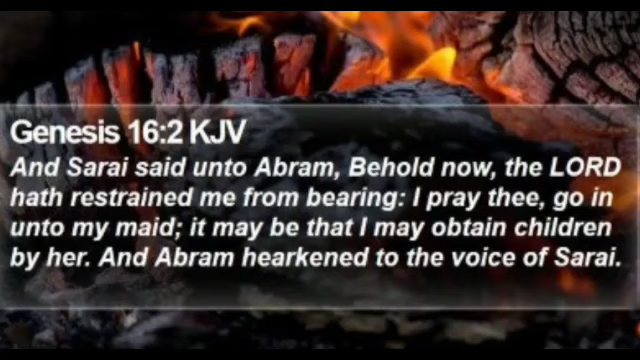 Genesis 16:2 KJV
And Sarai said unto Abram, Behold now, the LORD
hath restrained me from bearing: I pray thee, go in
unto my maid; it may be that I may obtain children
by her. And Abram hearkened to the voice of Sarai.